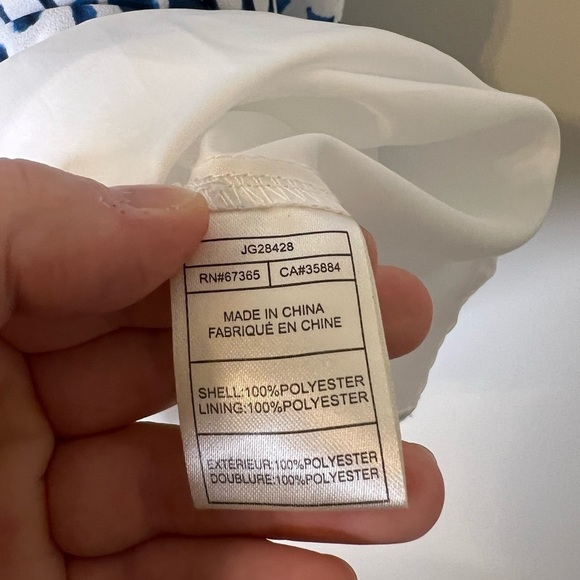 JG28428
RN#67365 CA#35884
MADE IN CHINA
FABRIQUÉ EN CHINE
SHELL:100%POLYESTER
LINING:100%POLYESTER
EXTÉRIEUR:100%POLYESTER
DOUBLURE:100%POLYESTER